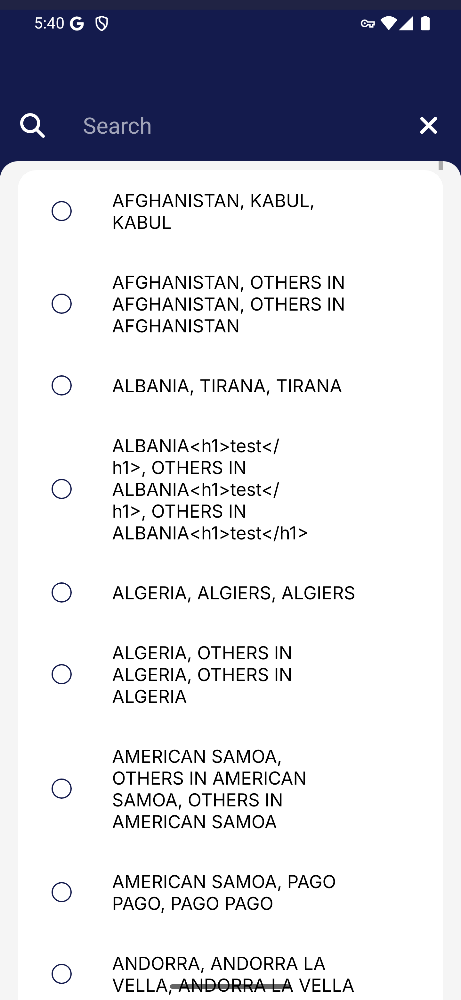 5:40
Search
AFGHANISTAN, KABUL,
KABUL
AFGHANISTAN, OTHERS IN
AFGHANISTAN, OTHERS IN
AFGHANISTAN
ALBANIA, TIRANA, TIRANA
ALBANIA<h1>test</
h1>, OTHERS IN
ALBANIA<h1>test</
h1>, OTHERS IN
ALBANIA<h1>test</h1>
ALGERIA, ALGIERS, ALGIERS
ALGERIA, OTHERS IN
ALGERIA, OTHERS IN
ALGERIA
AMERICAN SAMOA,
OTHERS IN AMERICAN
SAMOA, OTHERS IN
AMERICAN SAMOA
AMERICAN SAMOA, PAGO
PAGO, PAGO PAGO
ANDORRA, ANDORRA LA
VELLA, ANDORRA LA VELLA